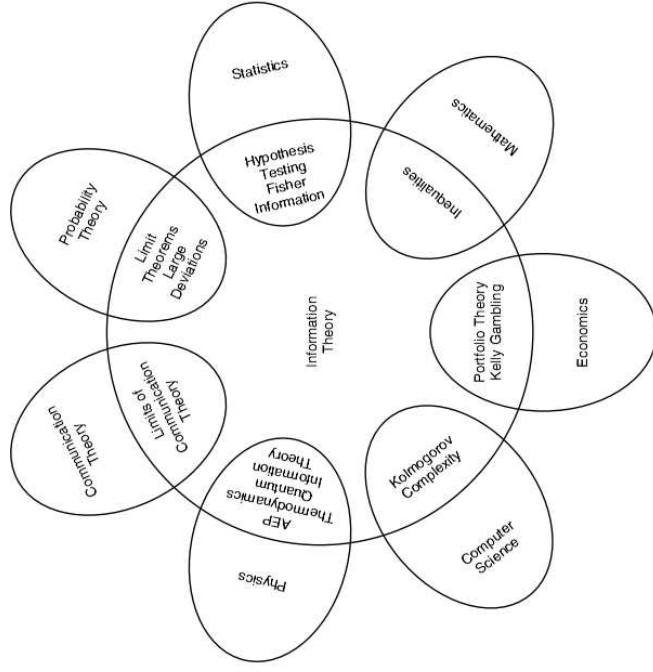 Statistics
Hypothesis
Testing
Fisher
Information
Mathematics
Inequalities
Probability
Theory
Limit
Theorems
Large
Deviations
Information
Theory
Portfolio Theory
Kelly Gambling
Economics
Communication
Theory
Limits of
Communication
Theory
AEP
Thermodynamics
Quantum
Information
Theory
Physics
Kolmogorov
Complexity
Computer
Science